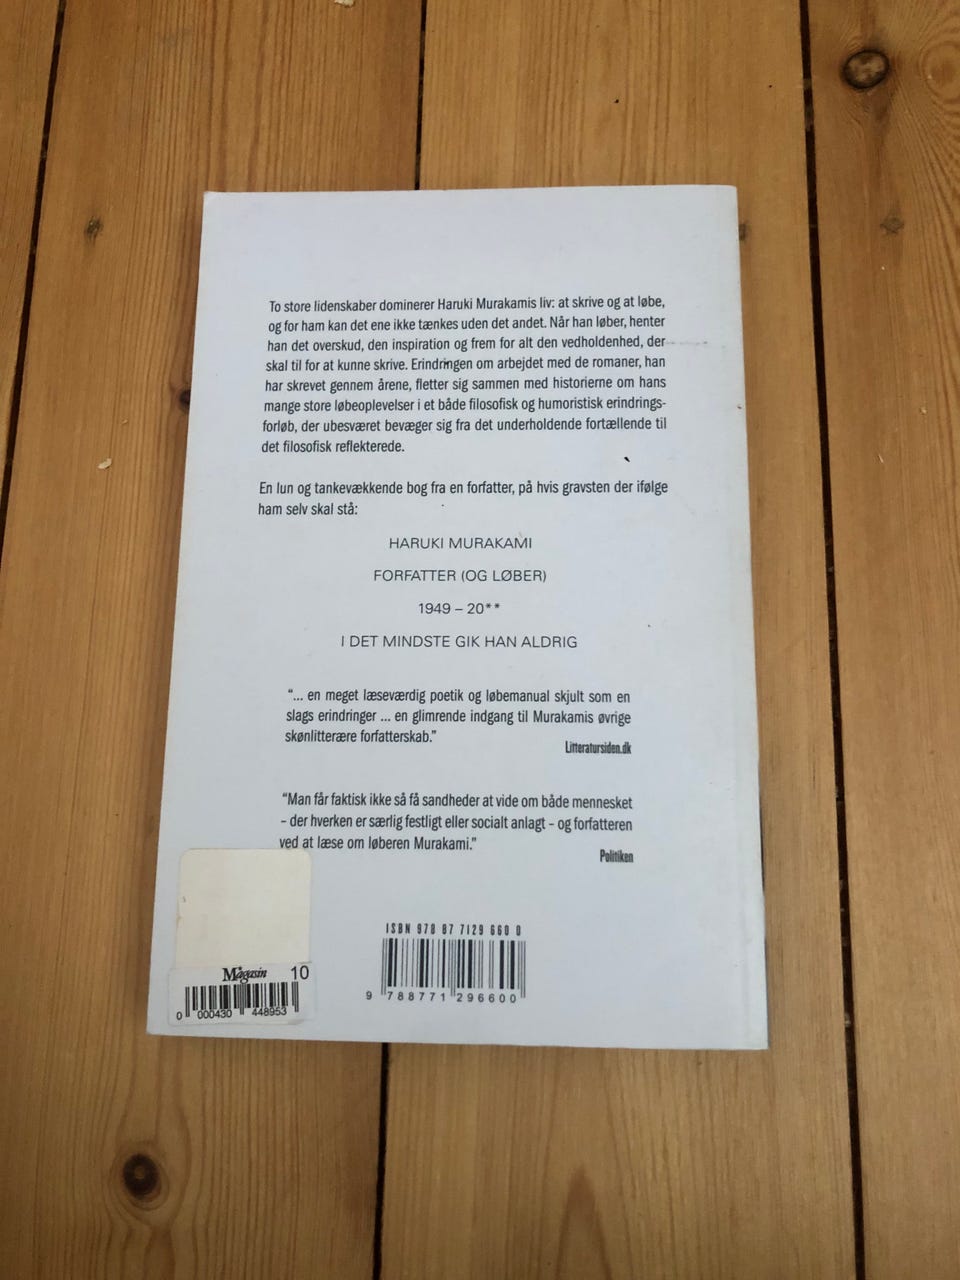 To store lidenskaber dominerer Haruki Murakamis liv: at skrive og at løbe,
og for ham kan det ene ikke tænkes uden det andet. Når han løber, henter
han det overskud, den inspiration og frem for alt den vedholdenhed, der
skal til for at kunne skrive. Erindringen om arbejdet med de romaner, han
har skrevet gennem årene, fletter sig sammen med historierne om hans
mange store løbeoplevelser i et både filosofisk og humoristisk erindrings-
forløb, der ubesværet bevæger sig fra det underholdende fortællende til
det filosofisk reflekterede.
En lun og tankevækkende bog fra en forfatter, på hvis gravsten der ifølge
ham selv skal stå:
HARUKI MURAKAMI
FORFATTER (OG LØBER)
1949 – 20**
I DET MINDSTE GIK HAN ALDRIG
“... en meget læseværdig poetik og løbemanual skjult som en
slags erindringer ... en glimrende indgang til Murakamis øvrige
skønlitterære forfatterskab.”
Litteratursiden.dk
“Man får faktisk ikke så få sandheder at vide om både mennesket
– der hverken er særlig festligt eller socialt anlagt – og forfatteren
ved at læse om løberen Murakami.”
Politiken
ISBN 978 87 7129 660 0
9 788771 296600
Magasin 10
0 000430 448953